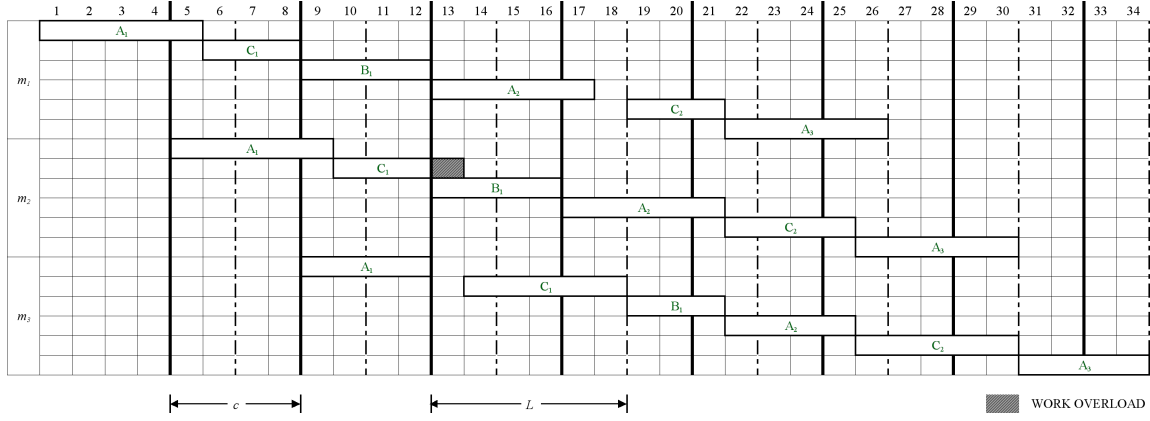 1 2 3 4 5 6 7 8 9 10 11 12 13 14 15 16 17 18 19 20 21 22 23 24 25 26 27 28 29 30 31 32 33 34
A₁
C₁
B₁
m₁
A₂
C₂
A₃
A₁
C₁
B₁
m₂
A₂
C₂
A₃
A₁
C₁
B₁
m₃
A₂
C₂
A₃
c
L
WORK OVERLOAD